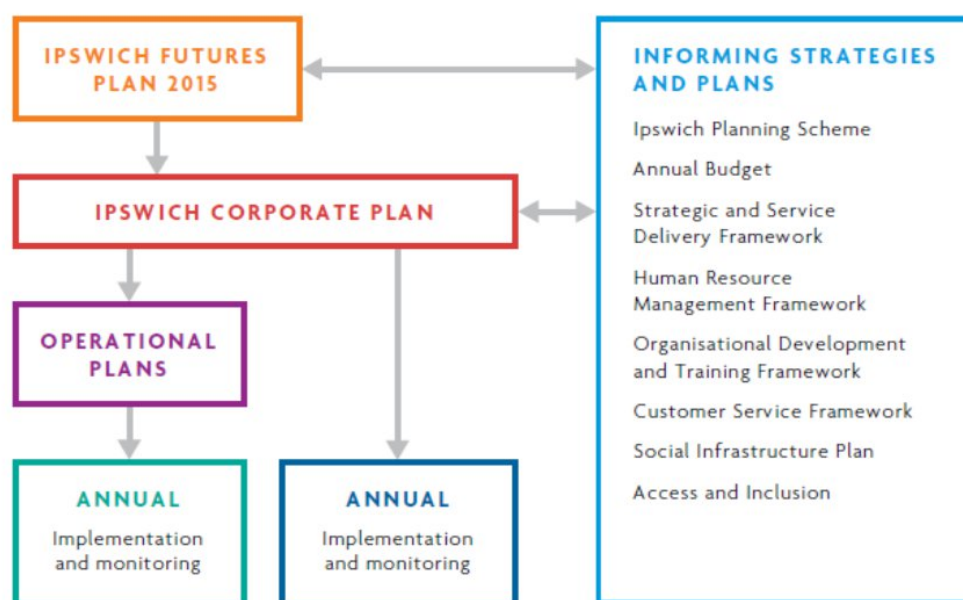 IPSWICH FUTURES
PLAN 2015
IPSWICH CORPORATE PLAN
OPERATIONAL
PLANS
ANNUAL
Implementation
and monitoring
ANNUAL
Implementation
and monitoring
INFORMING STRATEGIES
AND PLANS
Ipswich Planning Scheme
Annual Budget
Strategic and Service
Delivery Framework
Human Resource
Management Framework
Organisational Development
and Training Framework
Customer Service Framework
Social Infrastructure Plan
Access and Inclusion